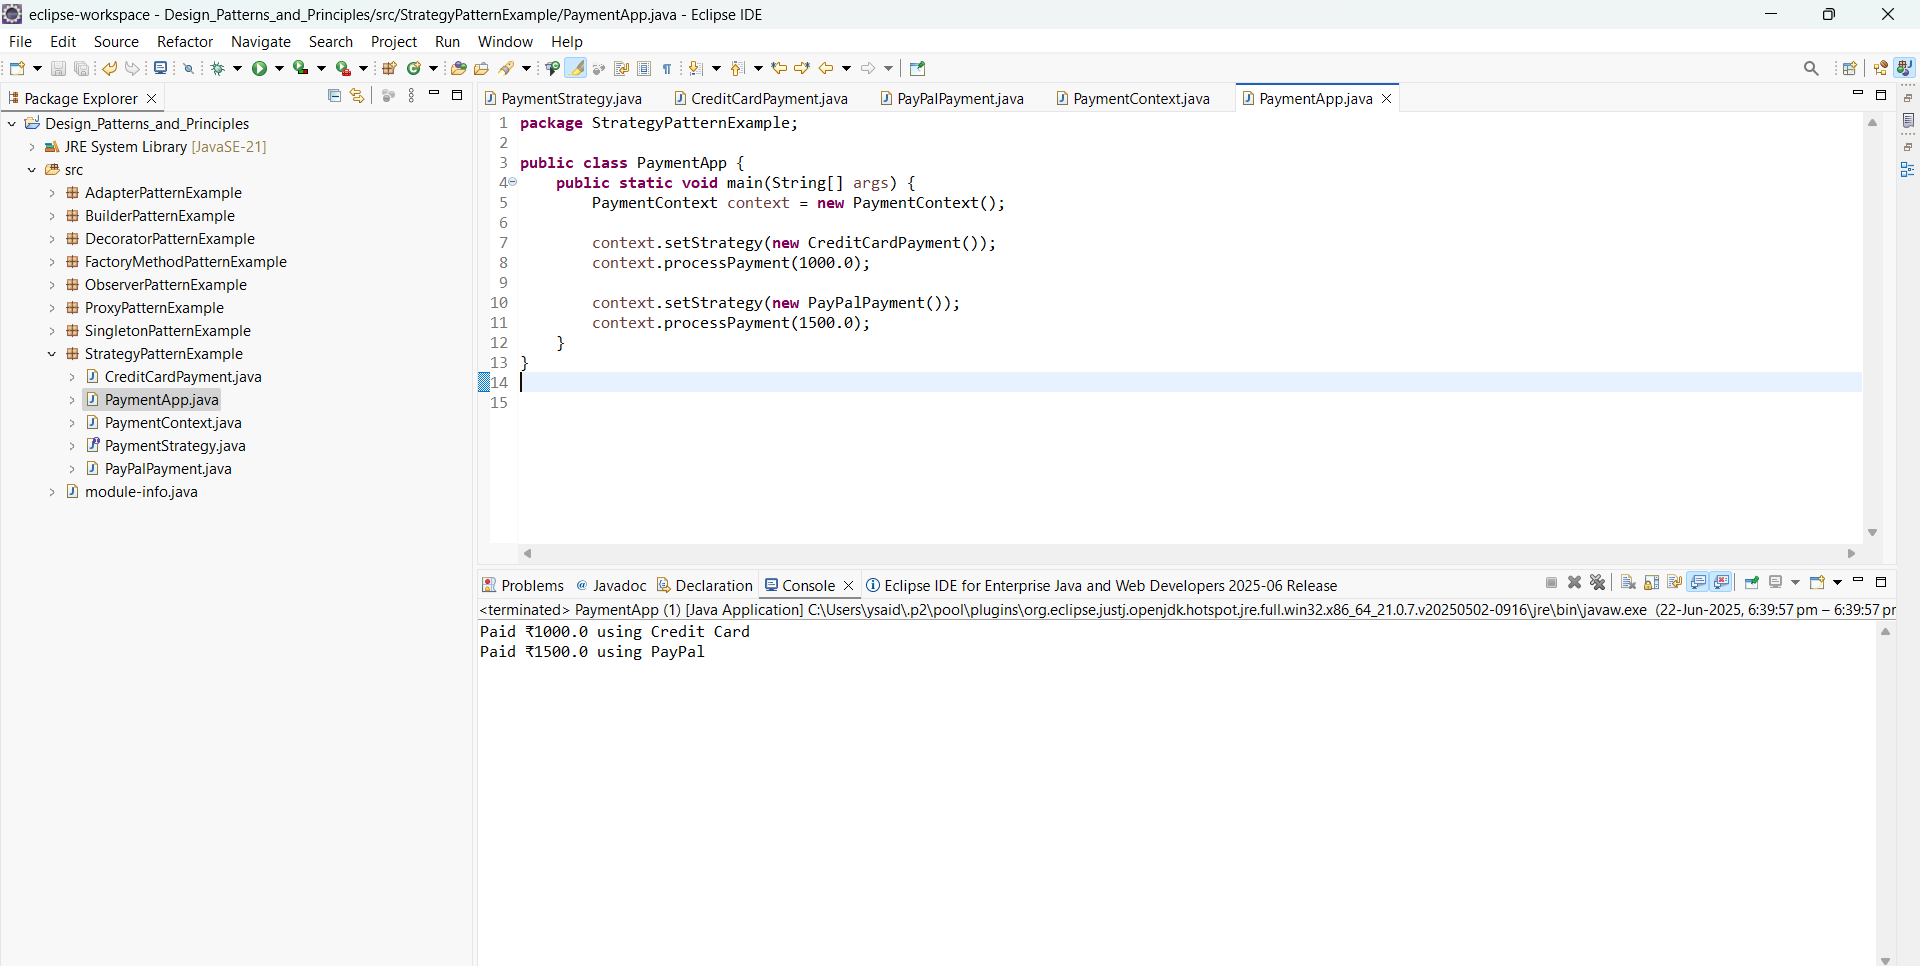 eclipse-workspace - Design_Patterns_and_Principles/src/StrategyPatternExample/PaymentApp.java - Eclipse IDE
File Edit Source Refactor Navigate Search Project Run Window Help
Package Explorer
Design_Patterns_and_Principles
JRE System Library [JavaSE-21]
src
AdapterPatternExample
BuilderPatternExample
DecoratorPatternExample
FactoryMethodPatternExample
ObserverPatternExample
ProxyPatternExample
SingletonPatternExample
StrategyPatternExample
CreditCardPayment.java
PaymentApp.java
PaymentContext.java
PaymentStrategy.java
PayPalPayment.java
module-info.java
PaymentStrategy.java CreditCardPayment.java PayPalPayment.java PaymentContext.java PaymentApp.java
1 package StrategyPatternExample;
2
3 public class PaymentApp {
4 public static void main(String[] args) {
5 PaymentContext context = new PaymentContext();
6
7 context.setStrategy(new CreditCardPayment());
8 context.processPayment(1000.0);
9
10 context.setStrategy(new PayPalPayment());
11 context.processPayment(1500.0);
12 }
13 }
14
15
Problems @ Javadoc Declaration Console Eclipse IDE for Enterprise Java and Web Developers 2025-06 Release
<terminated> PaymentApp (1) [Java Application] C:\Users\ysaid\.p2\pool\plugins\org.eclipse.justj.openjdk.hotspot.jre.full.win32.x86_64_21.0.7.v20250502-0916\jre\bin\javaw.exe (22-Jun-2025, 6:39:57 pm – 6:39:57 pr
Paid ₹1000.0 using Credit Card
Paid ₹1500.0 using PayPal